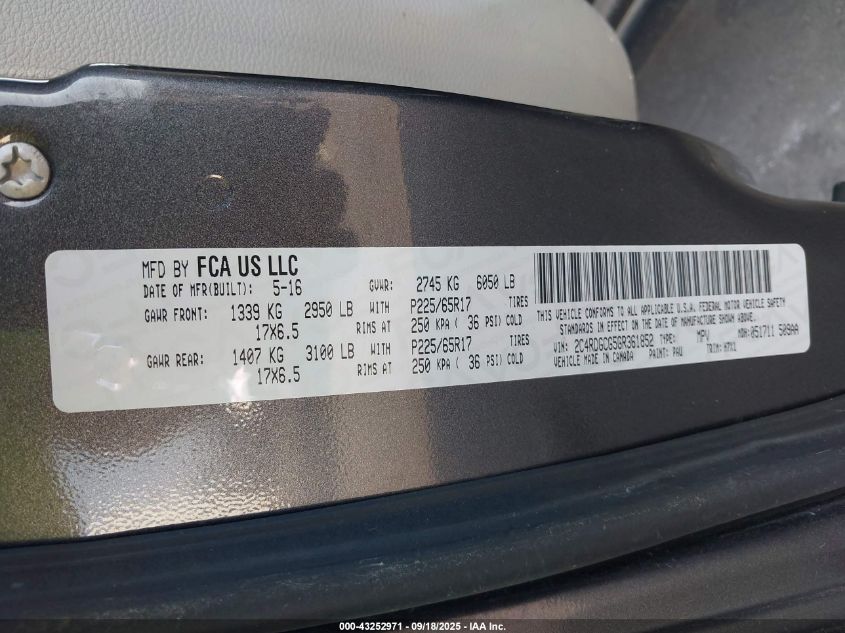 MFD BY FCA US LLC
DATE OF MFR(BUILT): 5-16 GVWR: 2745 KG 6050 LB
GAWR FRONT: 1339 KG 2950 LB WITH P225/65R17 TIRES
17X6.5 RIMS AT 250 KPA ( 36 PSI) COLD
GAWR REAR: 1407 KG 3100 LB WITH P225/65R17 TIRES
17X6.5 RIMS AT 250 KPA ( 36 PSI) COLD
THIS VEHICLE CONFORMS TO ALL APPLICABLE U.S.A. FEDERAL MOTOR VEHICLE SAFETY
STANDARDS IN EFFECT ON THE DATE OF MANUFACTURE SHOWN ABOVE.
VIN: 2C4RDGCG5GR361852 TYPE: MPV MDH: 051711 509AA
VEHICLE MADE IN CANADA PAINT: PAU TRIM:
000-43252971 - 09/18/2025 - IAA Inc.